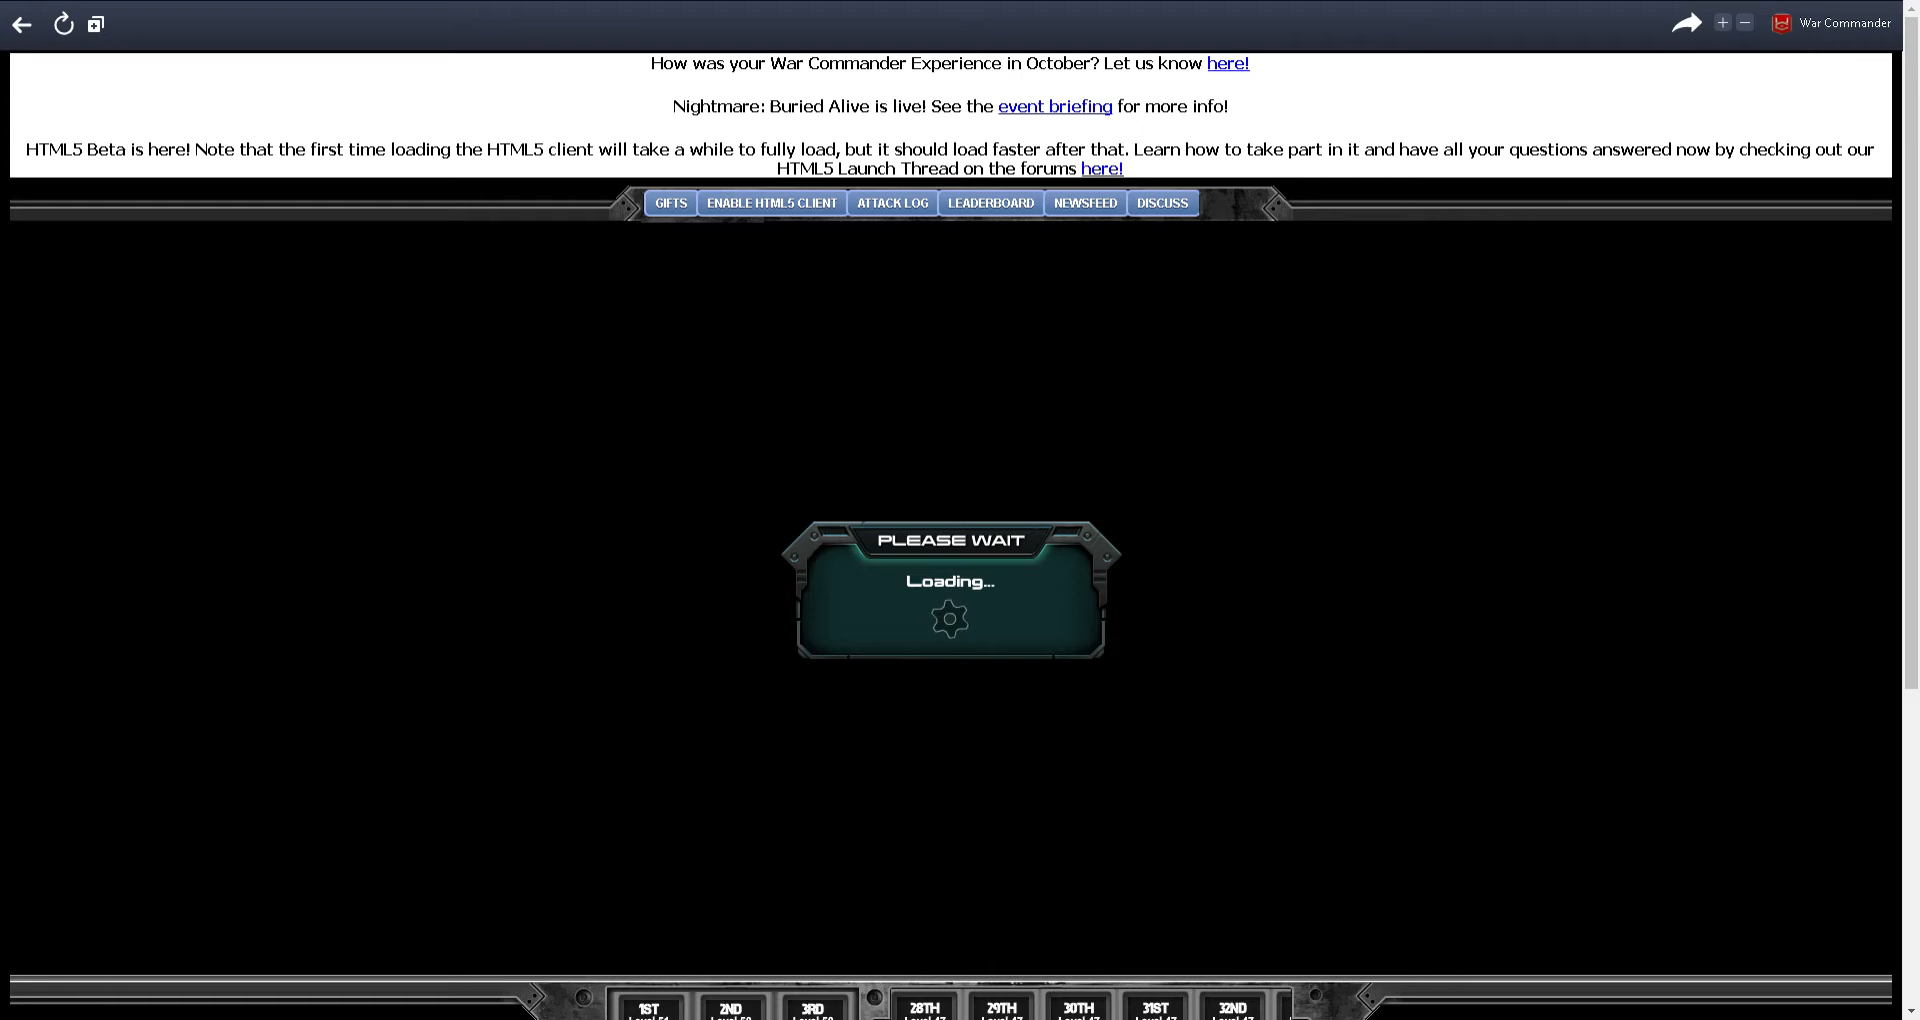 War Commander
How was your War Commander Experience in October? Let us know here!
Nightmare: Buried Alive is live! See the event briefing for more info!
HTML5 Beta is here! Note that the first time loading the HTML5 client will take a while to fully load, but it should load faster after that. Learn how to take part in it and have all your questions answered now by checking out our
HTML5 Launch Thread on the forums here!
GIFTS ENABLE HTML5 CLIENT ATTACK LOG LEADERBOARD NEWSFEED DISCUSS
PLEASE WAIT
Loading...
1ST 2ND 3RD 28TH 29TH 30TH 31ST 32ND